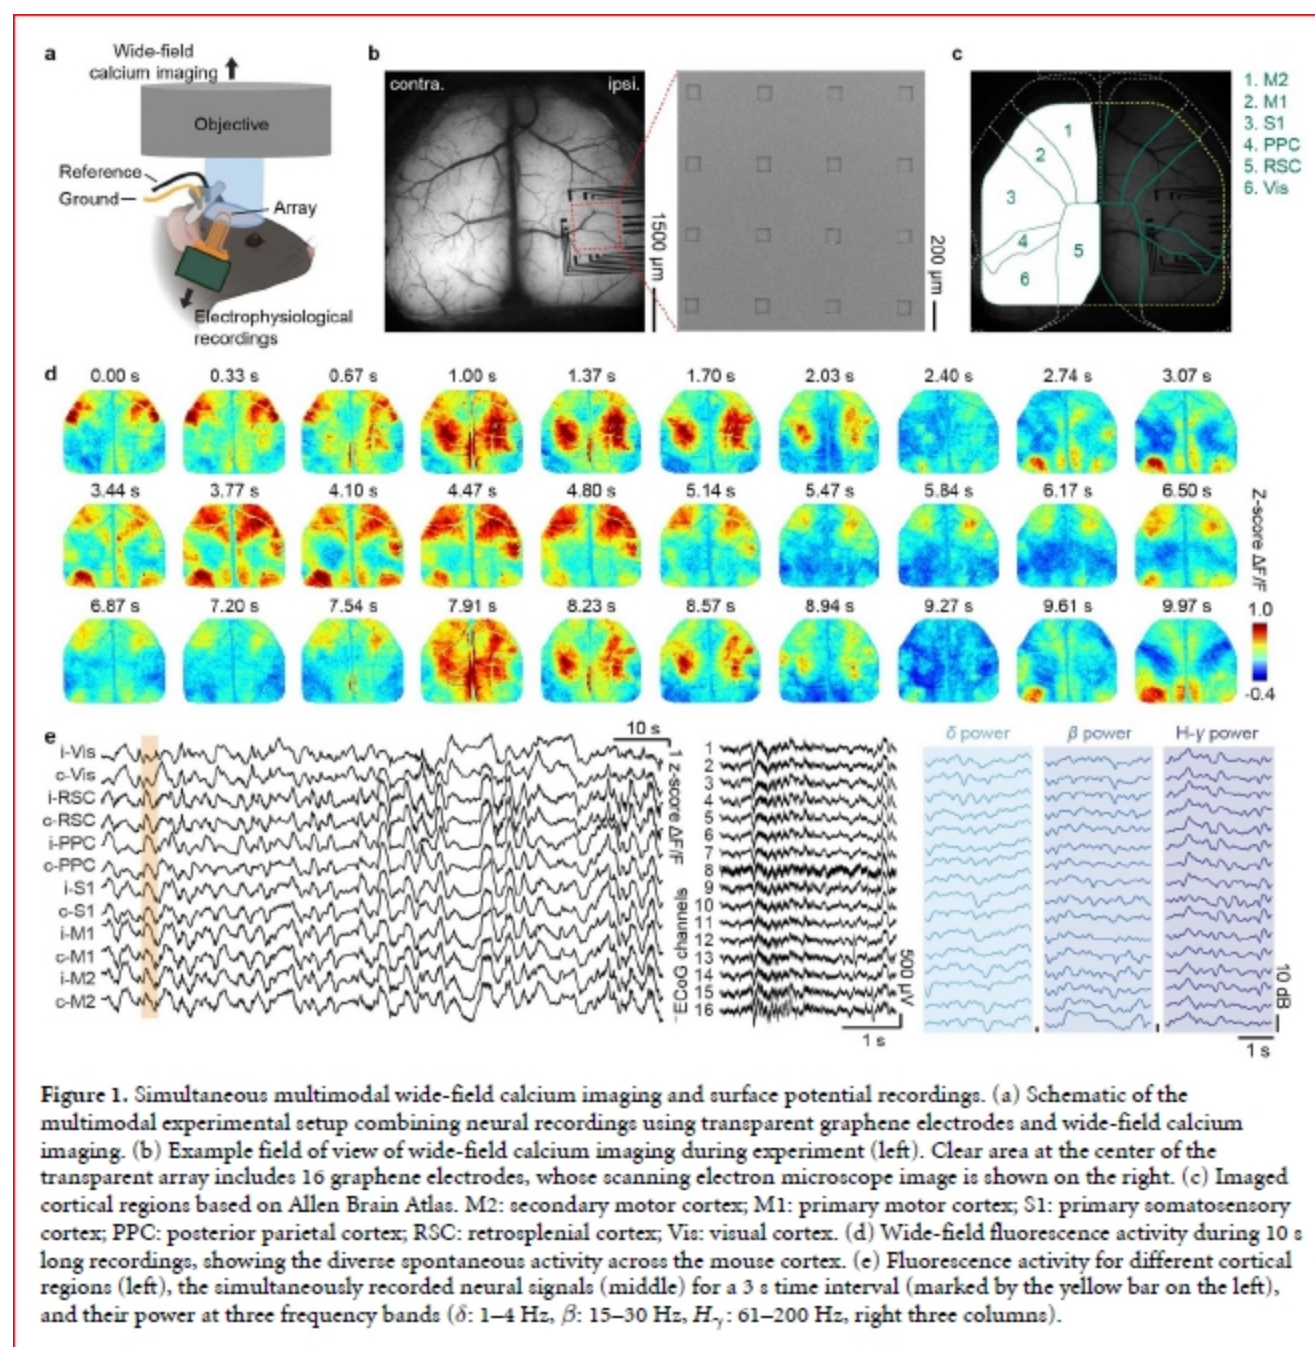 a
Wide-field
calcium imaging
Objective
Reference
Ground
Array
Electrophysiological
recordings
b
contra.
ipsi.
1500 µm
200 µm
c
1
2
3
4
5
6
1. M2
2. M1
3. S1
4. PPC
5. RSC
6. Vis
d
0.00 s 0.33 s 0.67 s 1.00 s 1.37 s 1.70 s 2.03 s 2.40 s 2.74 s 3.07 s
3.44 s 3.77 s 4.10 s 4.47 s 4.80 s 5.14 s 5.47 s 5.84 s 6.17 s 6.50 s
6.87 s 7.20 s 7.54 s 7.91 s 8.23 s 8.57 s 8.94 s 9.27 s 9.61 s 9.97 s
Z-score ΔF/F
1.0
-0.4
e
i-Vis
c-Vis
i-RSC
c-RSC
i-PPC
c-PPC
i-S1
c-S1
i-M1
c-M1
i-M2
c-M2
10 s
1 z-score ΔF/F
ECoG channels
1
2
3
4
5
6
7
8
9
10
11
12
13
14
15
16
500 µV
1 s
δ power
β power
H-γ power
10 dB
1 s
Figure 1. Simultaneous multimodal wide-field calcium imaging and surface potential recordings. (a) Schematic of the
multimodal experimental setup combining neural recordings using transparent graphene electrodes and wide-field calcium
imaging. (b) Example field of view of wide-field calcium imaging during experiment (left). Clear area at the center of the
transparent array includes 16 graphene electrodes, whose scanning electron microscope image is shown on the right. (c) Imaged
cortical regions based on Allen Brain Atlas. M2: secondary motor cortex; M1: primary motor cortex; S1: primary somatosensory
cortex; PPC: posterior parietal cortex; RSC: retrosplenial cortex; Vis: visual cortex. (d) Wide-field fluorescence activity during 10 s
long recordings, showing the diverse spontaneous activity across the mouse cortex. (e) Fluorescence activity for different cortical
regions (left), the simultaneously recorded neural signals (middle) for a 3 s time interval (marked by the yellow bar on the left),
and their power at three frequency bands (δ: 1–4 Hz, β: 15–30 Hz, Hγ: 61–200 Hz, right three columns).